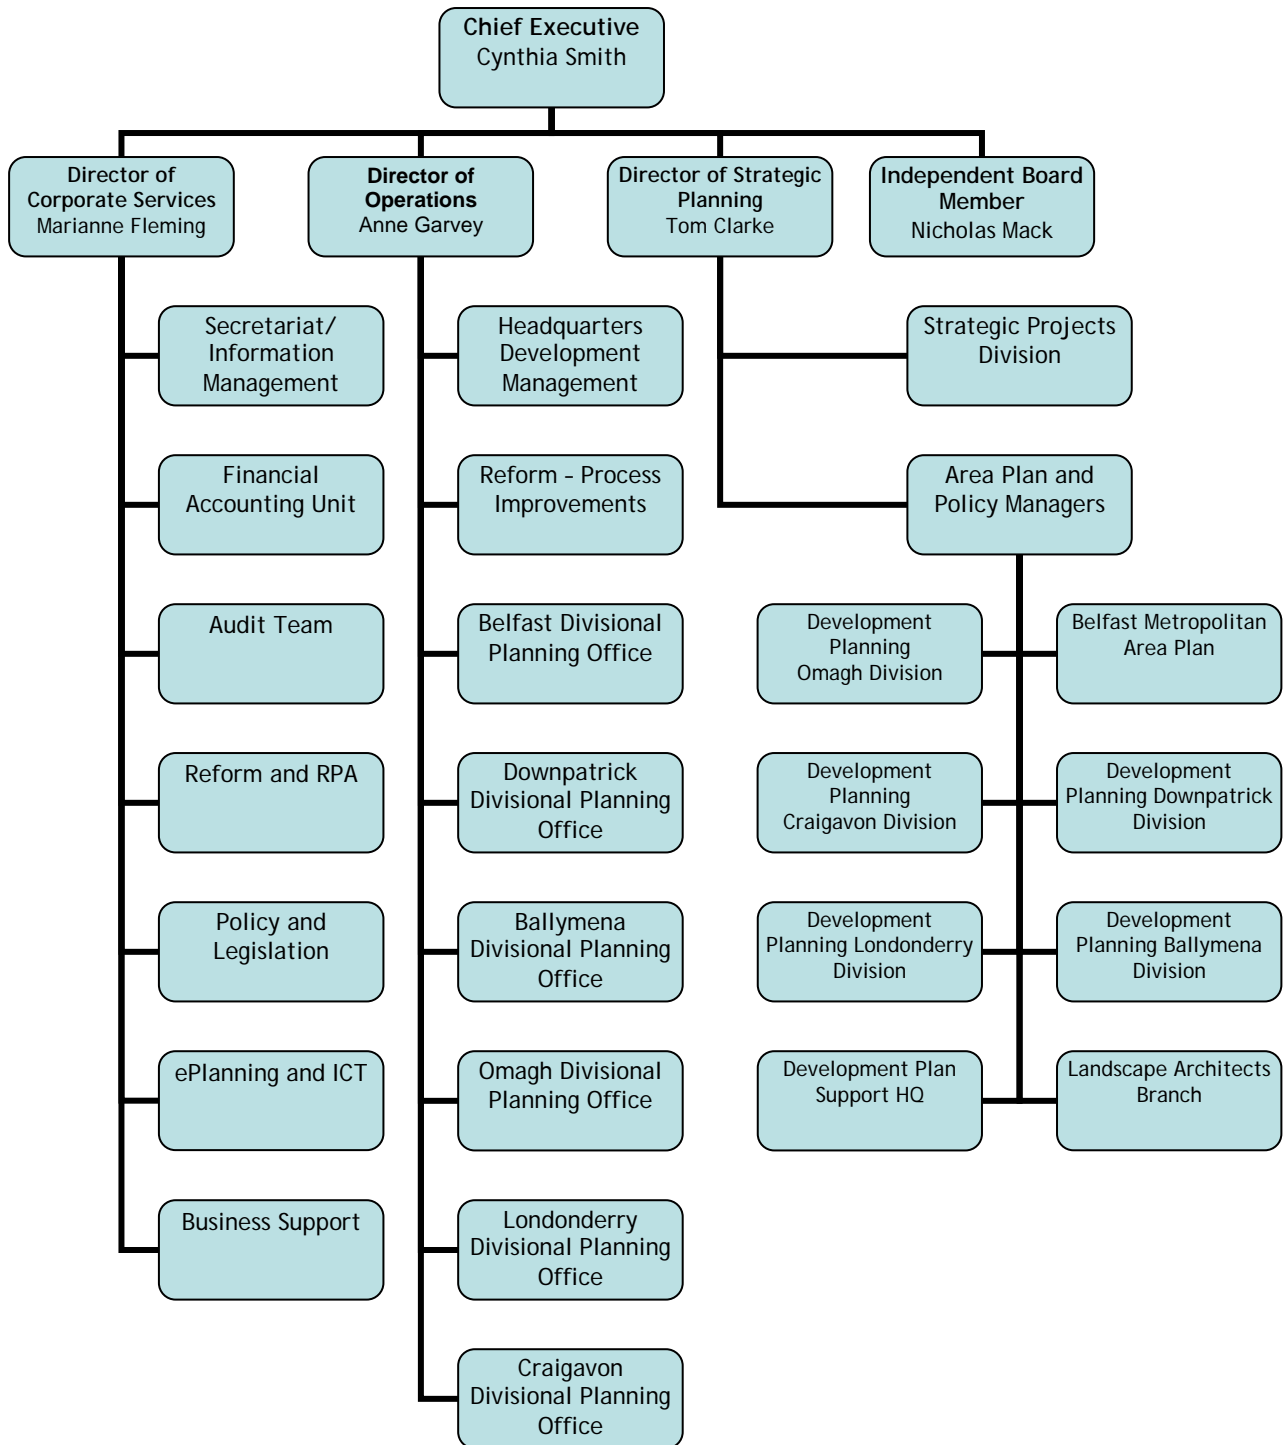 Chief Executive
Cynthia Smith
Director of
Corporate Services
Marianne Fleming
Director of
Operations
Anne Garvey
Director of Strategic
Planning
Tom Clarke
Independent Board
Member
Nicholas Mack
Secretariat/
Information
Management
Financial
Accounting Unit
Audit Team
Reform and RPA
Policy and
Legislation
ePlanning and ICT
Business Support
Headquarters
Development
Management
Reform - Process
Improvements
Belfast Divisional
Planning Office
Downpatrick
Divisional Planning
Office
Ballymena
Divisional Planning
Office
Omagh Divisional
Planning Office
Londonderry
Divisional Planning
Office
Craigavon
Divisional Planning
Office
Strategic Projects
Division
Area Plan and
Policy Managers
Development
Planning
Omagh Division
Belfast Metropolitan
Area Plan
Development
Planning
Craigavon Division
Development
Planning Downpatrick
Division
Development
Planning Londonderry
Division
Development
Planning Ballymena
Division
Development Plan
Support HQ
Landscape Architects
Branch